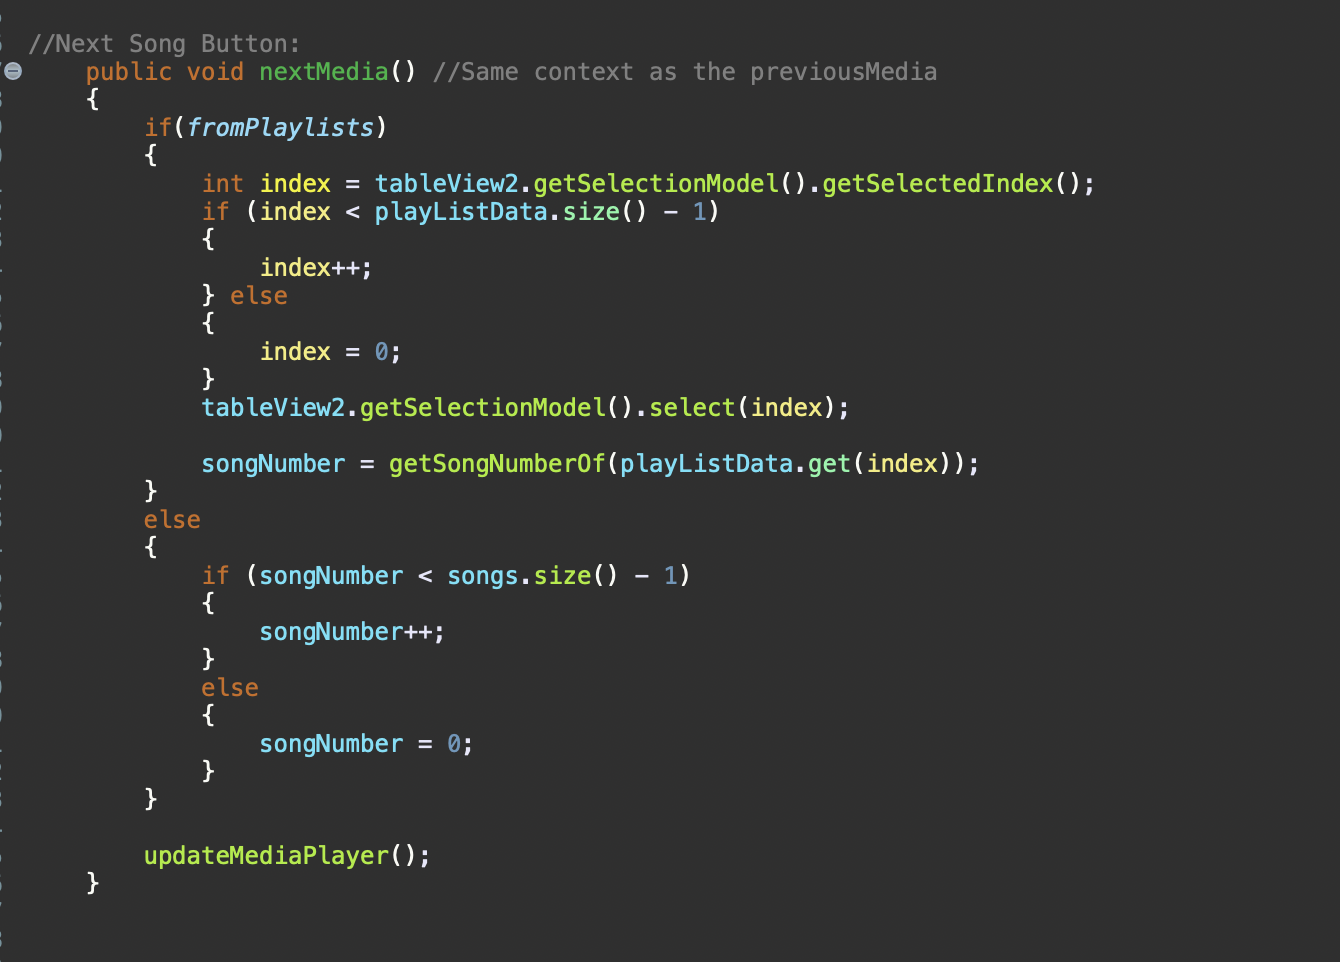 //Next Song Button:
public void nextMedia() //Same context as the previousMedia
{
if(fromPlaylists)
{
int index = tableView2.getSelectionModel().getSelectedIndex();
if (index < playListData.size() - 1)
{
index++;
} else
{
index = 0;
}
tableView2.getSelectionModel().select(index);
songNumber = getSongNumberOf(playListData.get(index));
}
else
{
if (songNumber < songs.size() - 1)
{
songNumber++;
}
else
{
songNumber = 0;
}
}
updateMediaPlayer();
}